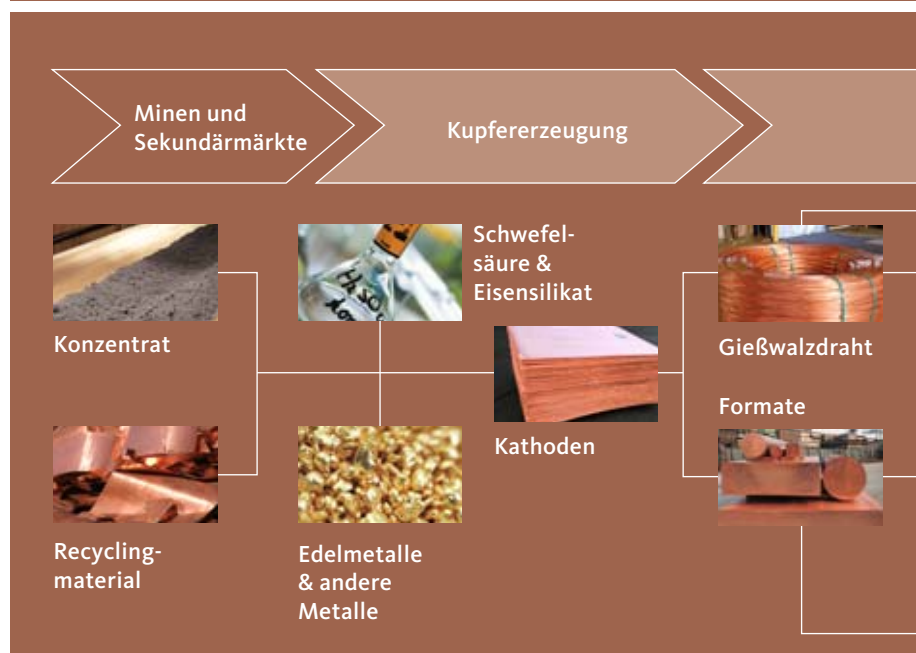 Minen und
Sekundärmärkte
Kupfererzeugung
Schwefel-
säure &
Eisensilikat
Konzentrat
Gießwalzdraht
Formate
Kathoden
Recycling-
material
Edelmetalle
& andere
Metalle